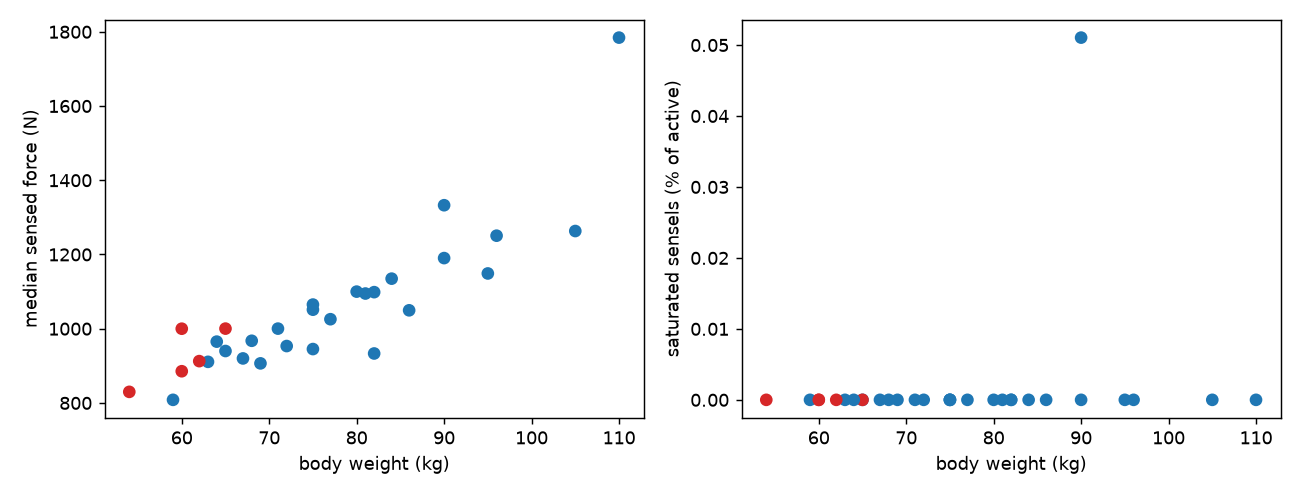 median sensed force (N)
1800
1600
1400
1200
1000
800
60 70 80 90 100 110
body weight (kg)
saturated sensels (% of active)
0.05
0.04
0.03
0.02
0.01
0.00
60 70 80 90 100 110
body weight (kg)